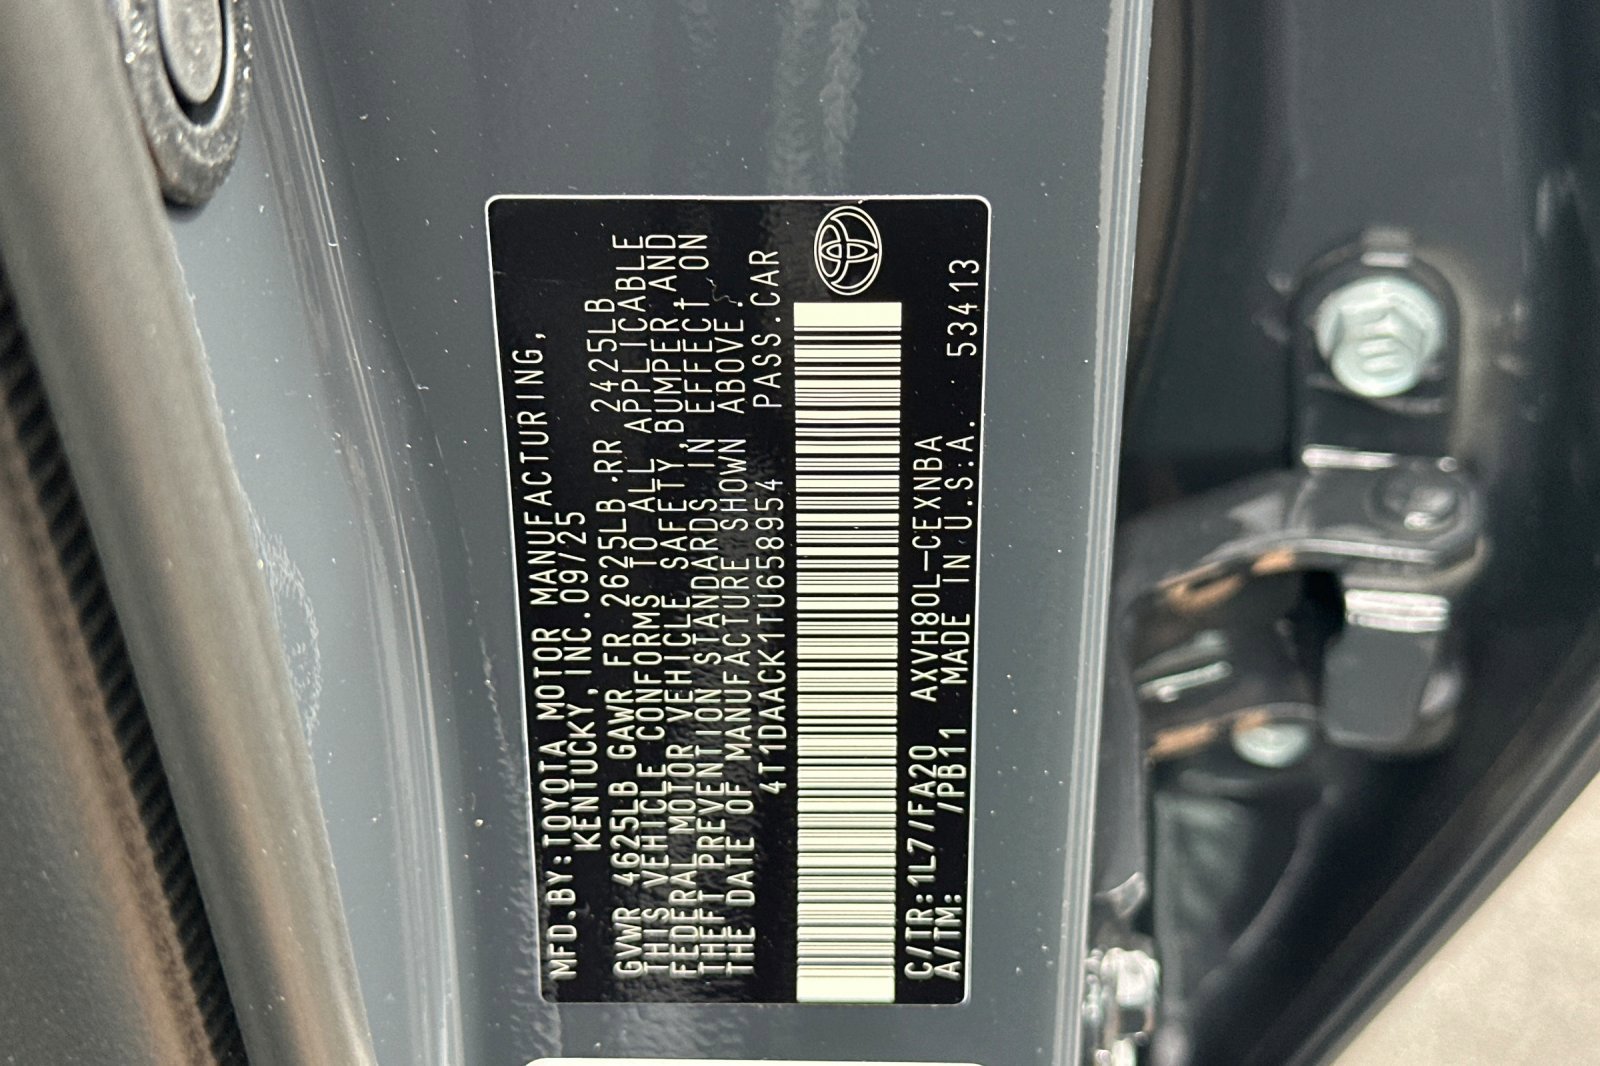 MFD.BY:TOYOTA MOTOR MANUFACTURING,
KENTUCKY,INC.09/25
GVWR 4625LB GAWR FR 2625LB.RR 2425LB
THIS VEHICLE CONFORMS TO ALL APPLICABLE
FEDERAL MOTOR VEHICLE SAFETY,BUMPER,AND
THEFT PREVENTION STANDARDS IN EFFECT ON
THE DATE OF MANUFACTURE SHOWN ABOVE.
4T1DAACK1TU658954 PASS.CAR
C/TR:1L7/FA20 AXVH80L-CEXNBA
A/TM: /PB11 MADE IN U.S.A. 53413